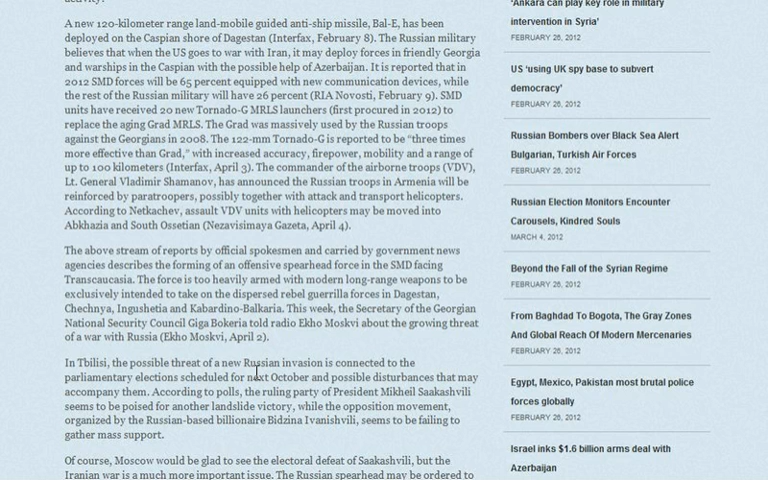 A new 120-kilometer range land-mobile guided anti-ship missile, Bal-E, has been
deployed on the Caspian shore of Dagestan (Interfax, February 8). The Russian military
believes that when the US goes to war with Iran, it may deploy forces in friendly Georgia
and warships in the Caspian with the possible help of Azerbaijan. It is reported that in
2012 SMD forces will be 65 percent equipped with new communication devices, while
the rest of the Russian military will have 26 percent (RIA Novosti, February 9). SMD
units have received 20 new Tornado-G MRLS launchers (first procured in 2012) to
replace the aging Grad MRLS. The Grad was massively used by the Russian troops
against the Georgians in 2008. The 122-mm Tornado-G is reported to be “three times
more effective than Grad,” with increased accuracy, firepower, mobility and a range of
up to 100 kilometers (Interfax, April 3). The commander of the airborne troops (VDV),
Lt. General Vladimir Shamanov, has announced the Russian troops in Armenia will be
reinforced by paratroopers, possibly together with attack and transport helicopters.
According to Netkachev, assault VDV units with helicopters may be moved into
Abkhazia and South Ossetian (Nezavisimaya Gazeta, April 4).
The above stream of reports by official spokesmen and carried by government news
agencies describes the forming of an offensive spearhead force in the SMD facing
Transcaucasia. The force is too heavily armed with modern long-range weapons to be
exclusively intended to take on the dispersed rebel guerrilla forces in Dagestan,
Chechnya, Ingushetia and Kabardino-Balkaria. This week, the Secretary of the Georgian
National Security Council Giga Bokeria told radio Ekho Moskvi about the growing threat
of a war with Russia (Ekho Moskvi, April 2).
In Tbilisi, the possible threat of a new Russian invasion is connected to the
parliamentary elections scheduled for next October and possible disturbances that may
accompany them. According to polls, the ruling party of President Mikheil Saakashvili
seems to be poised for another landslide victory, while the opposition movement,
organized by the Russian-based billionaire Bidzina Ivanishvili, seems to be failing to
gather mass support.
Of course, Moscow would be glad to see the electoral defeat of Saakashvili, but the
Iranian war is a much more important issue. The Russian spearhead may be ordered to
‘Ankara can play key role in military
intervention in Syria’
FEBRUARY 26, 2012
US ‘using UK spy base to subvert
democracy’
FEBRUARY 26, 2012
Russian Bombers over Black Sea Alert
Bulgarian, Turkish Air Forces
FEBRUARY 26, 2012
Russian Election Monitors Encounter
Carousels, Kindred Souls
MARCH 4, 2012
Beyond the Fall of the Syrian Regime
FEBRUARY 26, 2012
From Baghdad To Bogota, The Gray Zones
And Global Reach Of Modern Mercenaries
FEBRUARY 26, 2012
Egypt, Mexico, Pakistan most brutal police
forces globally
FEBRUARY 26, 2012
Israel inks $1.6 billion arms deal with
Azerbaijan